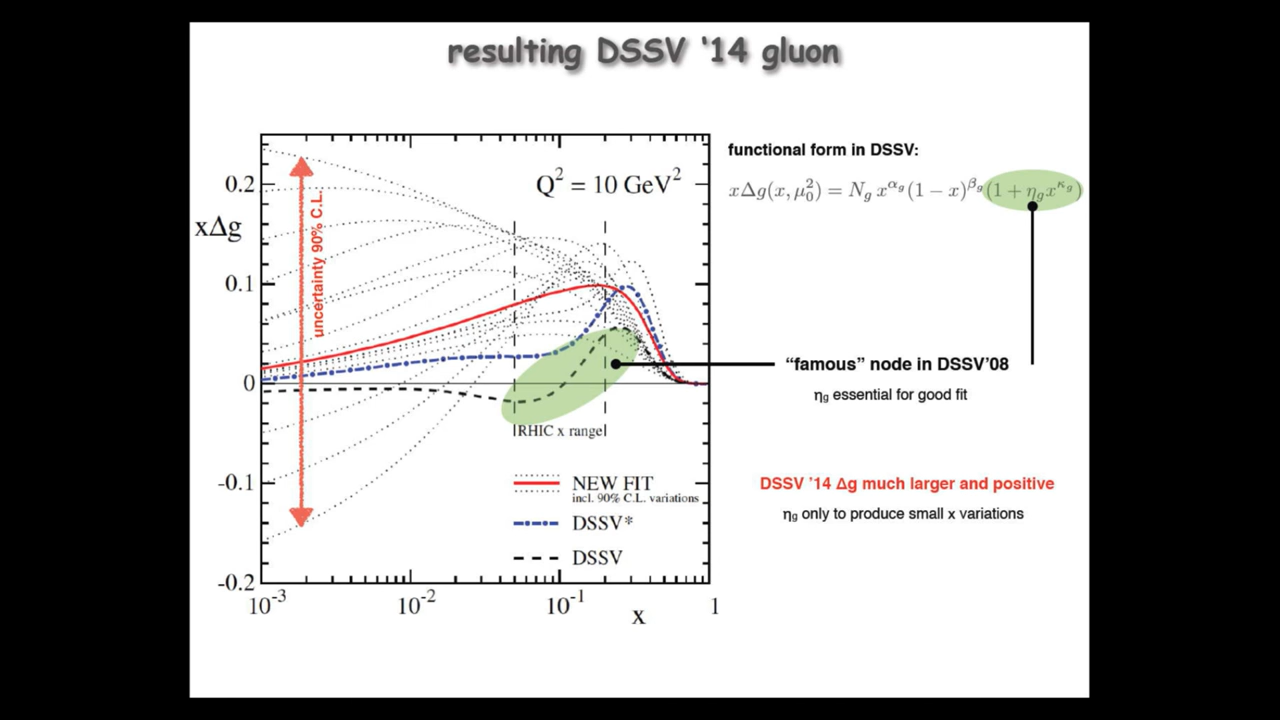 resulting DSSV ‘14 gluon
functional form in DSSV:
xΔg(x, μ₀²) = N_g x^{α_g} (1 − x)^{β_g} (1 + η_g x^{κ_g})
Q² = 10 GeV²
xΔg
0.2
0.1
0
-0.1
-0.2
uncertainty 90% C.L.
RHIC x range
NEW FIT
incl. 90% C.L. variations
DSSV*
DSSV
10⁻³
10⁻²
10⁻¹
1
x
“famous” node in DSSV’08
η_g essential for good fit
DSSV ’14 Δg much larger and positive
η_g only to produce small x variations